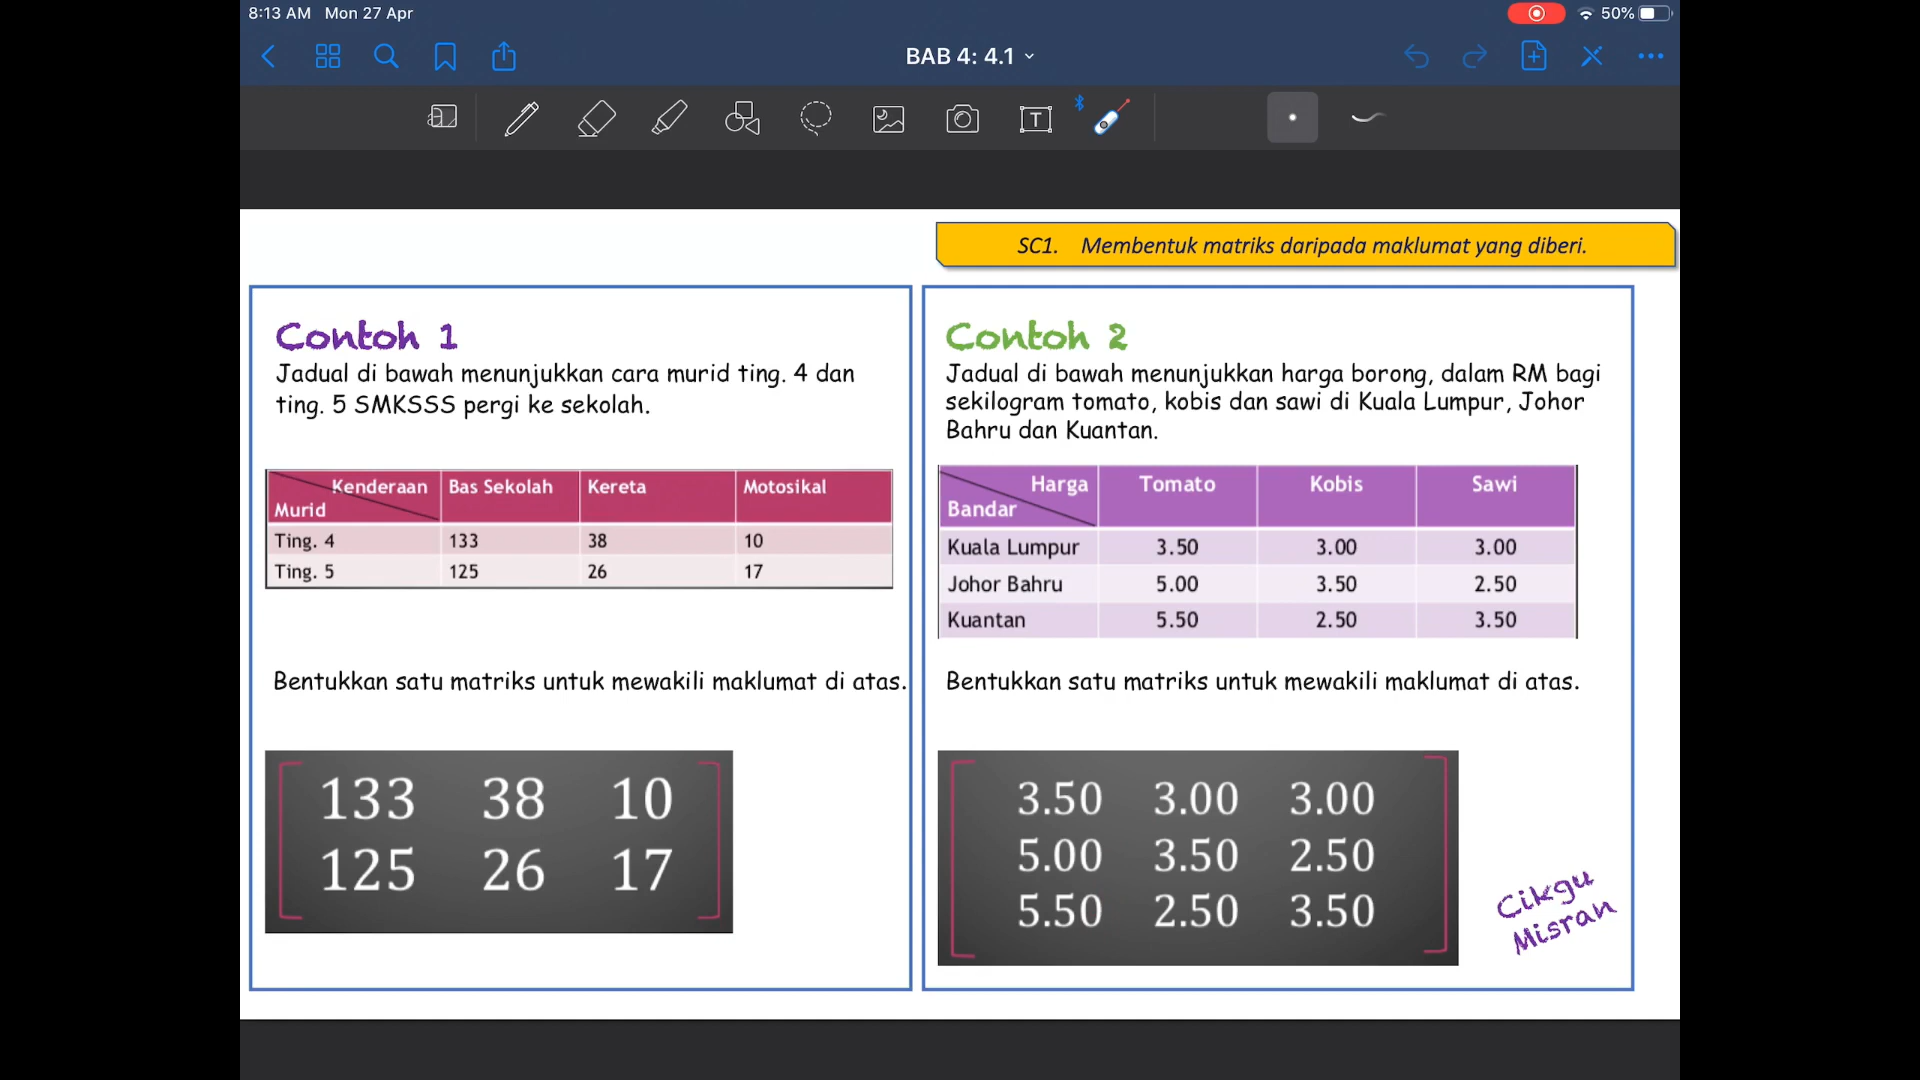 8:13 AM Mon 27 Apr
50%
BAB 4: 4.1
T
SC1. Membentuk matriks daripada maklumat yang diberi.
Contoh 1
Jadual di bawah menunjukkan cara murid ting. 4 dan
ting. 5 SMKSSS pergi ke sekolah.
Kenderaan Bas Sekolah Kereta Motosikal
Murid
Ting. 4 133 38 10
Ting. 5 125 26 17
Bentukkan satu matriks untuk mewakili maklumat di atas.
133 38 10
125 26 17
Contoh 2
Jadual di bawah menunjukkan harga borong, dalam RM bagi
sekilogram tomato, kobis dan sawi di Kuala Lumpur, Johor
Bahru dan Kuantan.
Harga Tomato Kobis Sawi
Bandar
Kuala Lumpur 3.50 3.00 3.00
Johor Bahru 5.00 3.50 2.50
Kuantan 5.50 2.50 3.50
Bentukkan satu matriks untuk mewakili maklumat di atas.
3.50 3.00 3.00
5.00 3.50 2.50
5.50 2.50 3.50
Cikgu
Misran